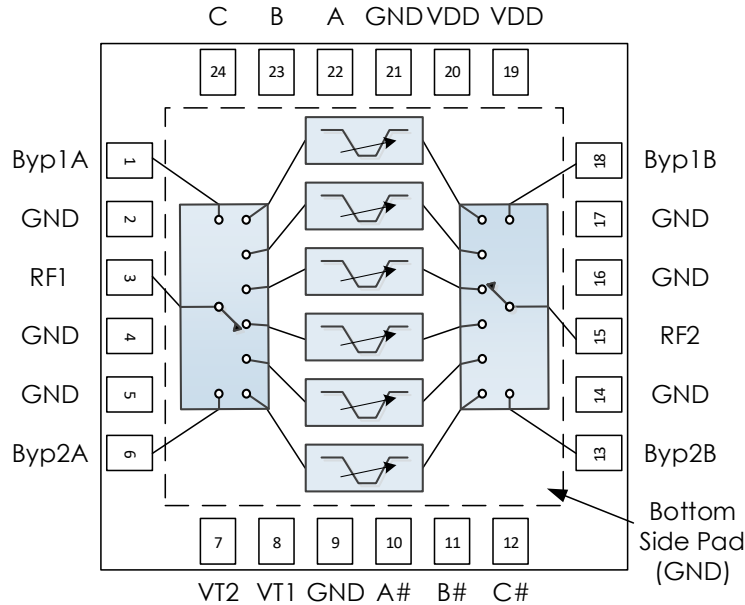 C B A GND VDD VDD
24 23 22 21 20 19
Byp1A 1 18 Byp1B
GND 2 17 GND
RF1 3 16 GND
GND 4 15 RF2
GND 5 14 GND
Byp2A 6 13 Byp2B
7 8 9 10 11 12
VT2 VT1 GND A# B# C#
Bottom
Side Pad
(GND)